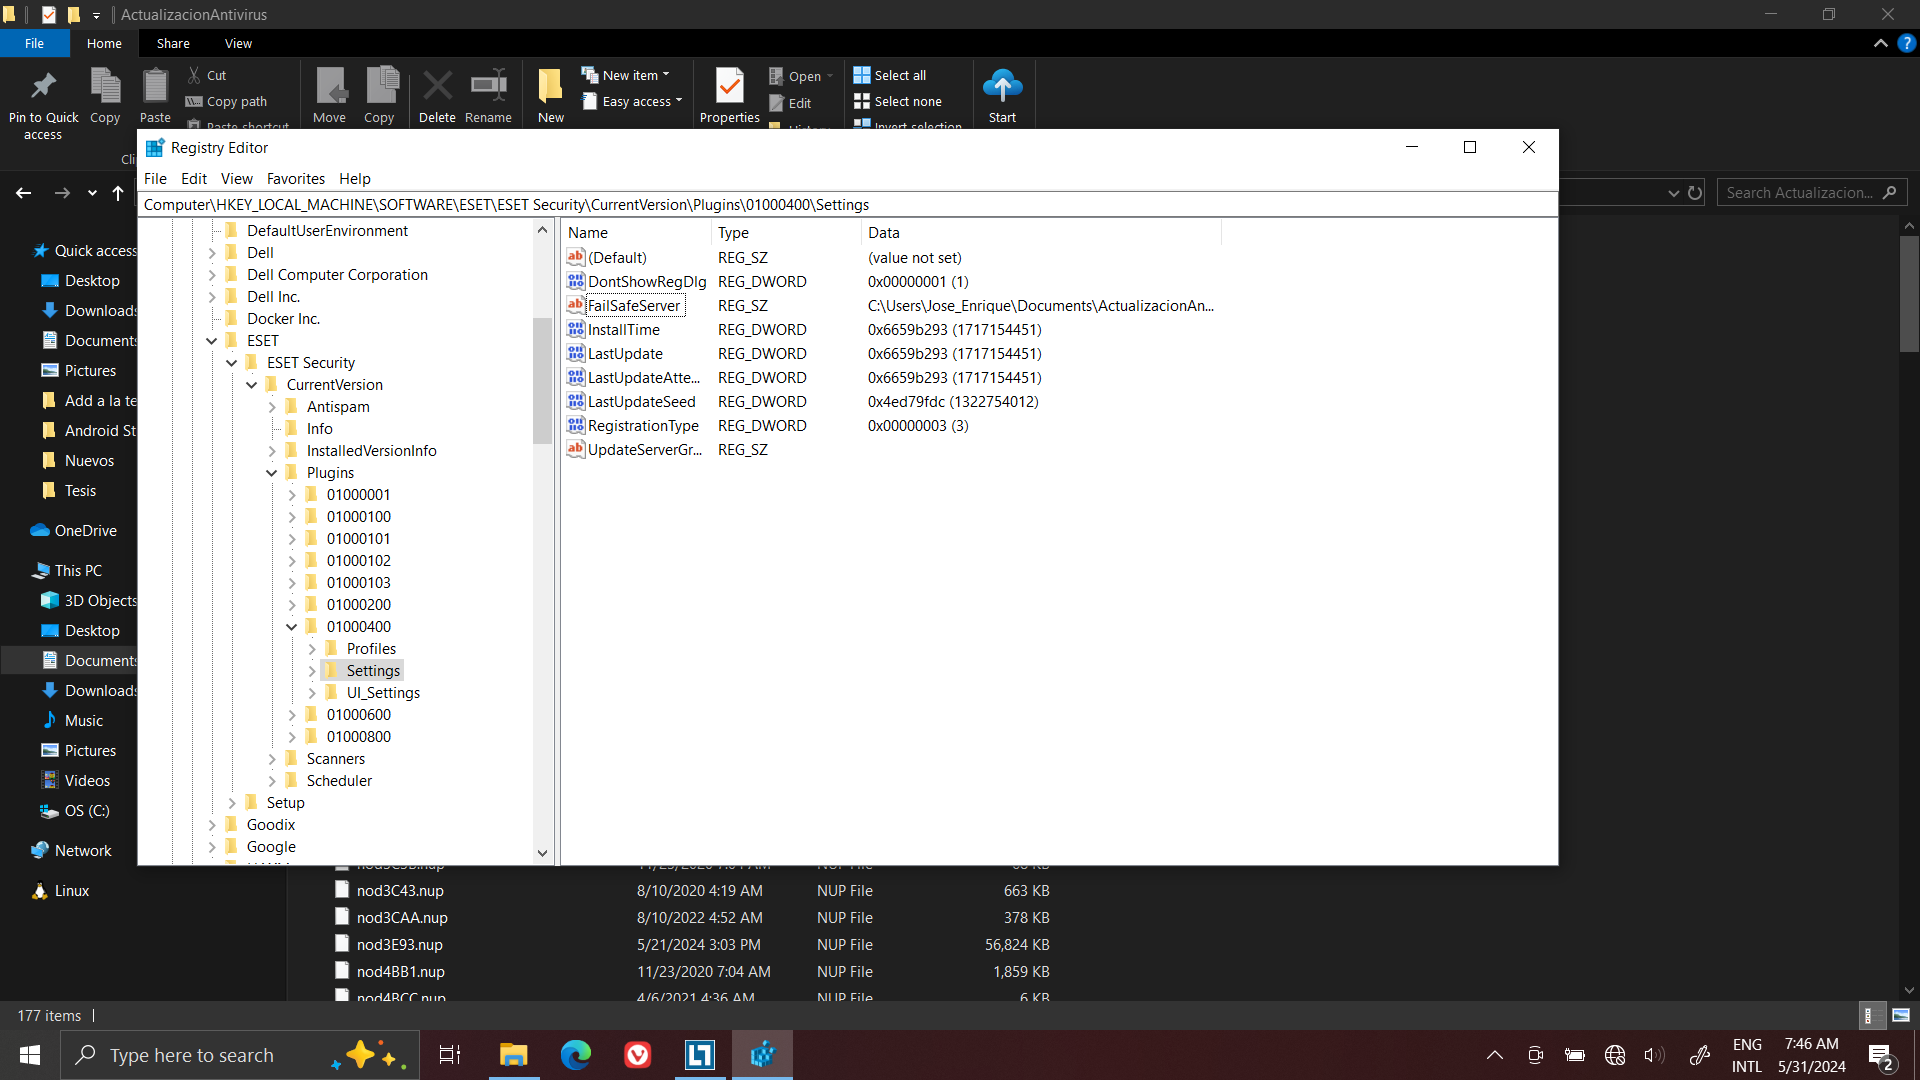 ActualizacionAntivirus
File
Home
Share
View
Pin to Quick
access
Copy
Paste
Cut
Copy path
Paste shortcut
Move
Copy
Delete
Rename
New
New item
Easy access
Properties
Open
Edit
History
Select all
Select none
Invert selection
Start
Registry Editor
File Edit View Favorites Help
Computer\HKEY_LOCAL_MACHINE\SOFTWARE\ESET\ESET Security\CurrentVersion\Plugins\01000400\Settings
Search Actualizacion...
Quick access
Desktop
Downloads
Documents
Pictures
Add a la te
Android St
Nuevos
Tesis
OneDrive
This PC
3D Objects
Desktop
Documents
Downloads
Music
Pictures
Videos
OS (C:)
Network
Linux
DefaultUserEnvironment
Dell
Dell Computer Corporation
Dell Inc.
Docker Inc.
ESET
ESET Security
CurrentVersion
Antispam
Info
InstalledVersionInfo
Plugins
01000001
01000100
01000101
01000102
01000103
01000200
01000400
Profiles
Settings
UI_Settings
01000600
01000800
Scanners
Scheduler
Setup
Goodix
Google
Name Type Data
(Default) REG_SZ (value not set)
DontShowRegDlg REG_DWORD 0x00000001 (1)
FailSafeServer REG_SZ C:\Users\Jose_Enrique\Documents\ActualizacionAn...
InstallTime REG_DWORD 0x6659b293 (1717154451)
LastUpdate REG_DWORD 0x6659b293 (1717154451)
LastUpdateAtte... REG_DWORD 0x6659b293 (1717154451)
LastUpdateSeed REG_DWORD 0x4ed79fdc (1322754012)
RegistrationType REG_DWORD 0x00000003 (3)
UpdateServerGr... REG_SZ
nod3C43.nup 8/10/2020 4:19 AM NUP File 663 KB
nod3CAA.nup 8/10/2022 4:52 AM NUP File 378 KB
nod3E93.nup 5/21/2024 3:03 PM NUP File 56,824 KB
nod4BB1.nup 11/23/2020 7:04 AM NUP File 1,859 KB
nod4BCC.nup 4/6/2021 4:36 AM NUP File 6 KB
177 items
Type here to search
ENG
INTL
7:46 AM
5/31/2024
2